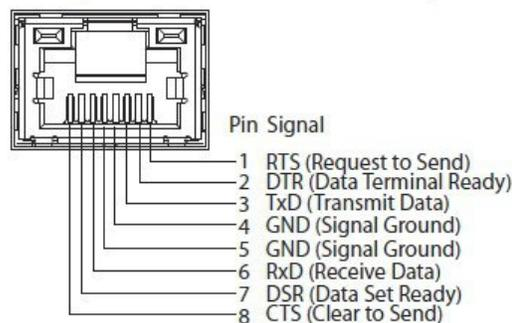 Pin Signal
1 RTS (Request to Send)
2 DTR (Data Terminal Ready)
3 TxD (Transmit Data)
4 GND (Signal Ground)
5 GND (Signal Ground)
6 RxD (Receive Data)
7 DSR (Data Set Ready)
8 CTS (Clear to Send)